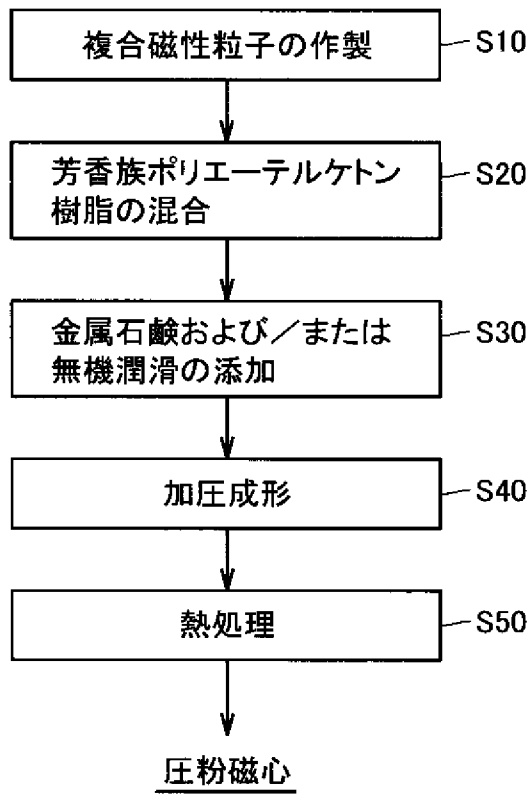 複合磁性粒子の作製
S10
芳香族ポリエーテルケトン
樹脂の混合
S20
金属石鹸および／または
無機潤滑の添加
S30
加圧成形
S40
熱処理
S50
圧粉磁心